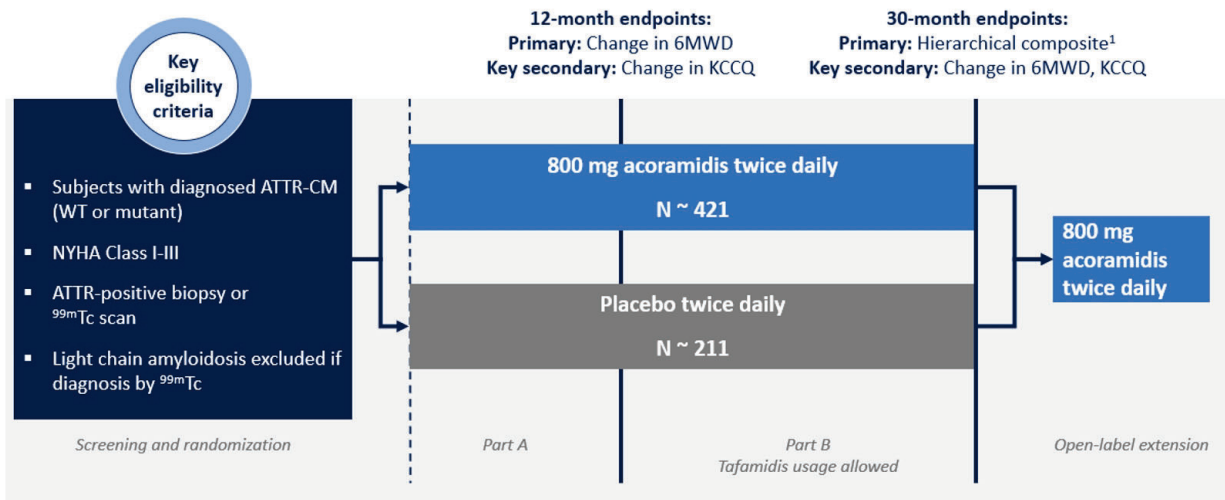 12-month endpoints:
Primary: Change in 6MWD
Key secondary: Change in KCCQ
30-month endpoints:
Primary: Hierarchical composite¹
Key secondary: Change in 6MWD, KCCQ
Key
eligibility
criteria
▪ Subjects with diagnosed ATTR-CM
(WT or mutant)
▪ NYHA Class I-III
▪ ATTR-positive biopsy or
⁹⁹ᵐTc scan
▪ Light chain amyloidosis excluded if
diagnosis by ⁹⁹ᵐTc
800 mg acoramidis twice daily
N ~ 421
Placebo twice daily
N ~ 211
800 mg
acoramidis
twice daily
Screening and randomization
Part A
Part B
Tafamidis usage allowed
Open-label extension